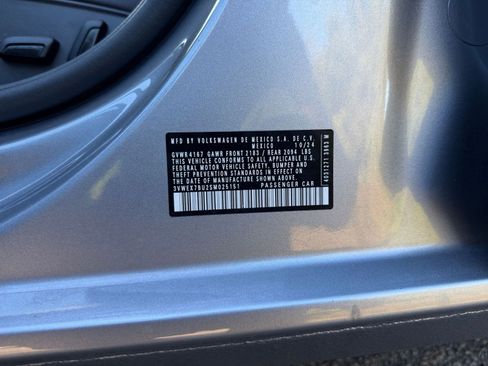 MFD. BY VOLKSWAGEN DE MEXICO S.A. DE C.V.
MEXICO 10/24
GVWR 4167 GAWR FRONT 2183 / REAR 2094 LBS
THIS VEHICLE CONFORMS TO ALL APPLICABLE U.S.
FEDERAL MOTOR VEHICLE SAFETY, BUMPER, AND
THEFT PREVENTION STANDARDS IN EFFECT ON
THE DATE OF MANUFACTURE SHOWN ABOVE.
3VWEX7BU2SM025151 PASSENGER CAR